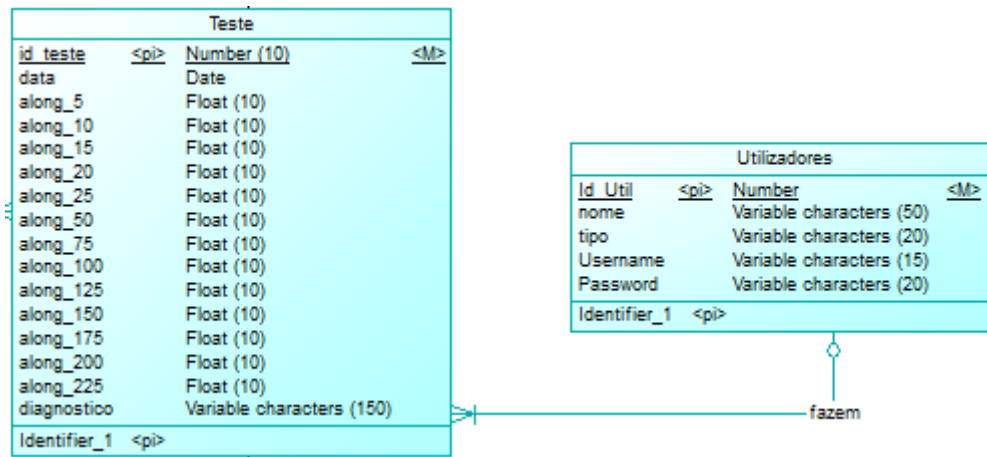 Teste
id_teste <pi> Number (10) <M>
data Date
along_5 Float (10)
along_10 Float (10)
along_15 Float (10)
along_20 Float (10)
along_25 Float (10)
along_50 Float (10)
along_75 Float (10)
along_100 Float (10)
along_125 Float (10)
along_150 Float (10)
along_175 Float (10)
along_200 Float (10)
along_225 Float (10)
diagnostico Variable characters (150)
Identifier_1 <pi>
Utilizadores
Id_Util <pi> Number <M>
nome Variable characters (50)
tipo Variable characters (20)
Username Variable characters (15)
Password Variable characters (20)
Identifier_1 <pi>
fazem